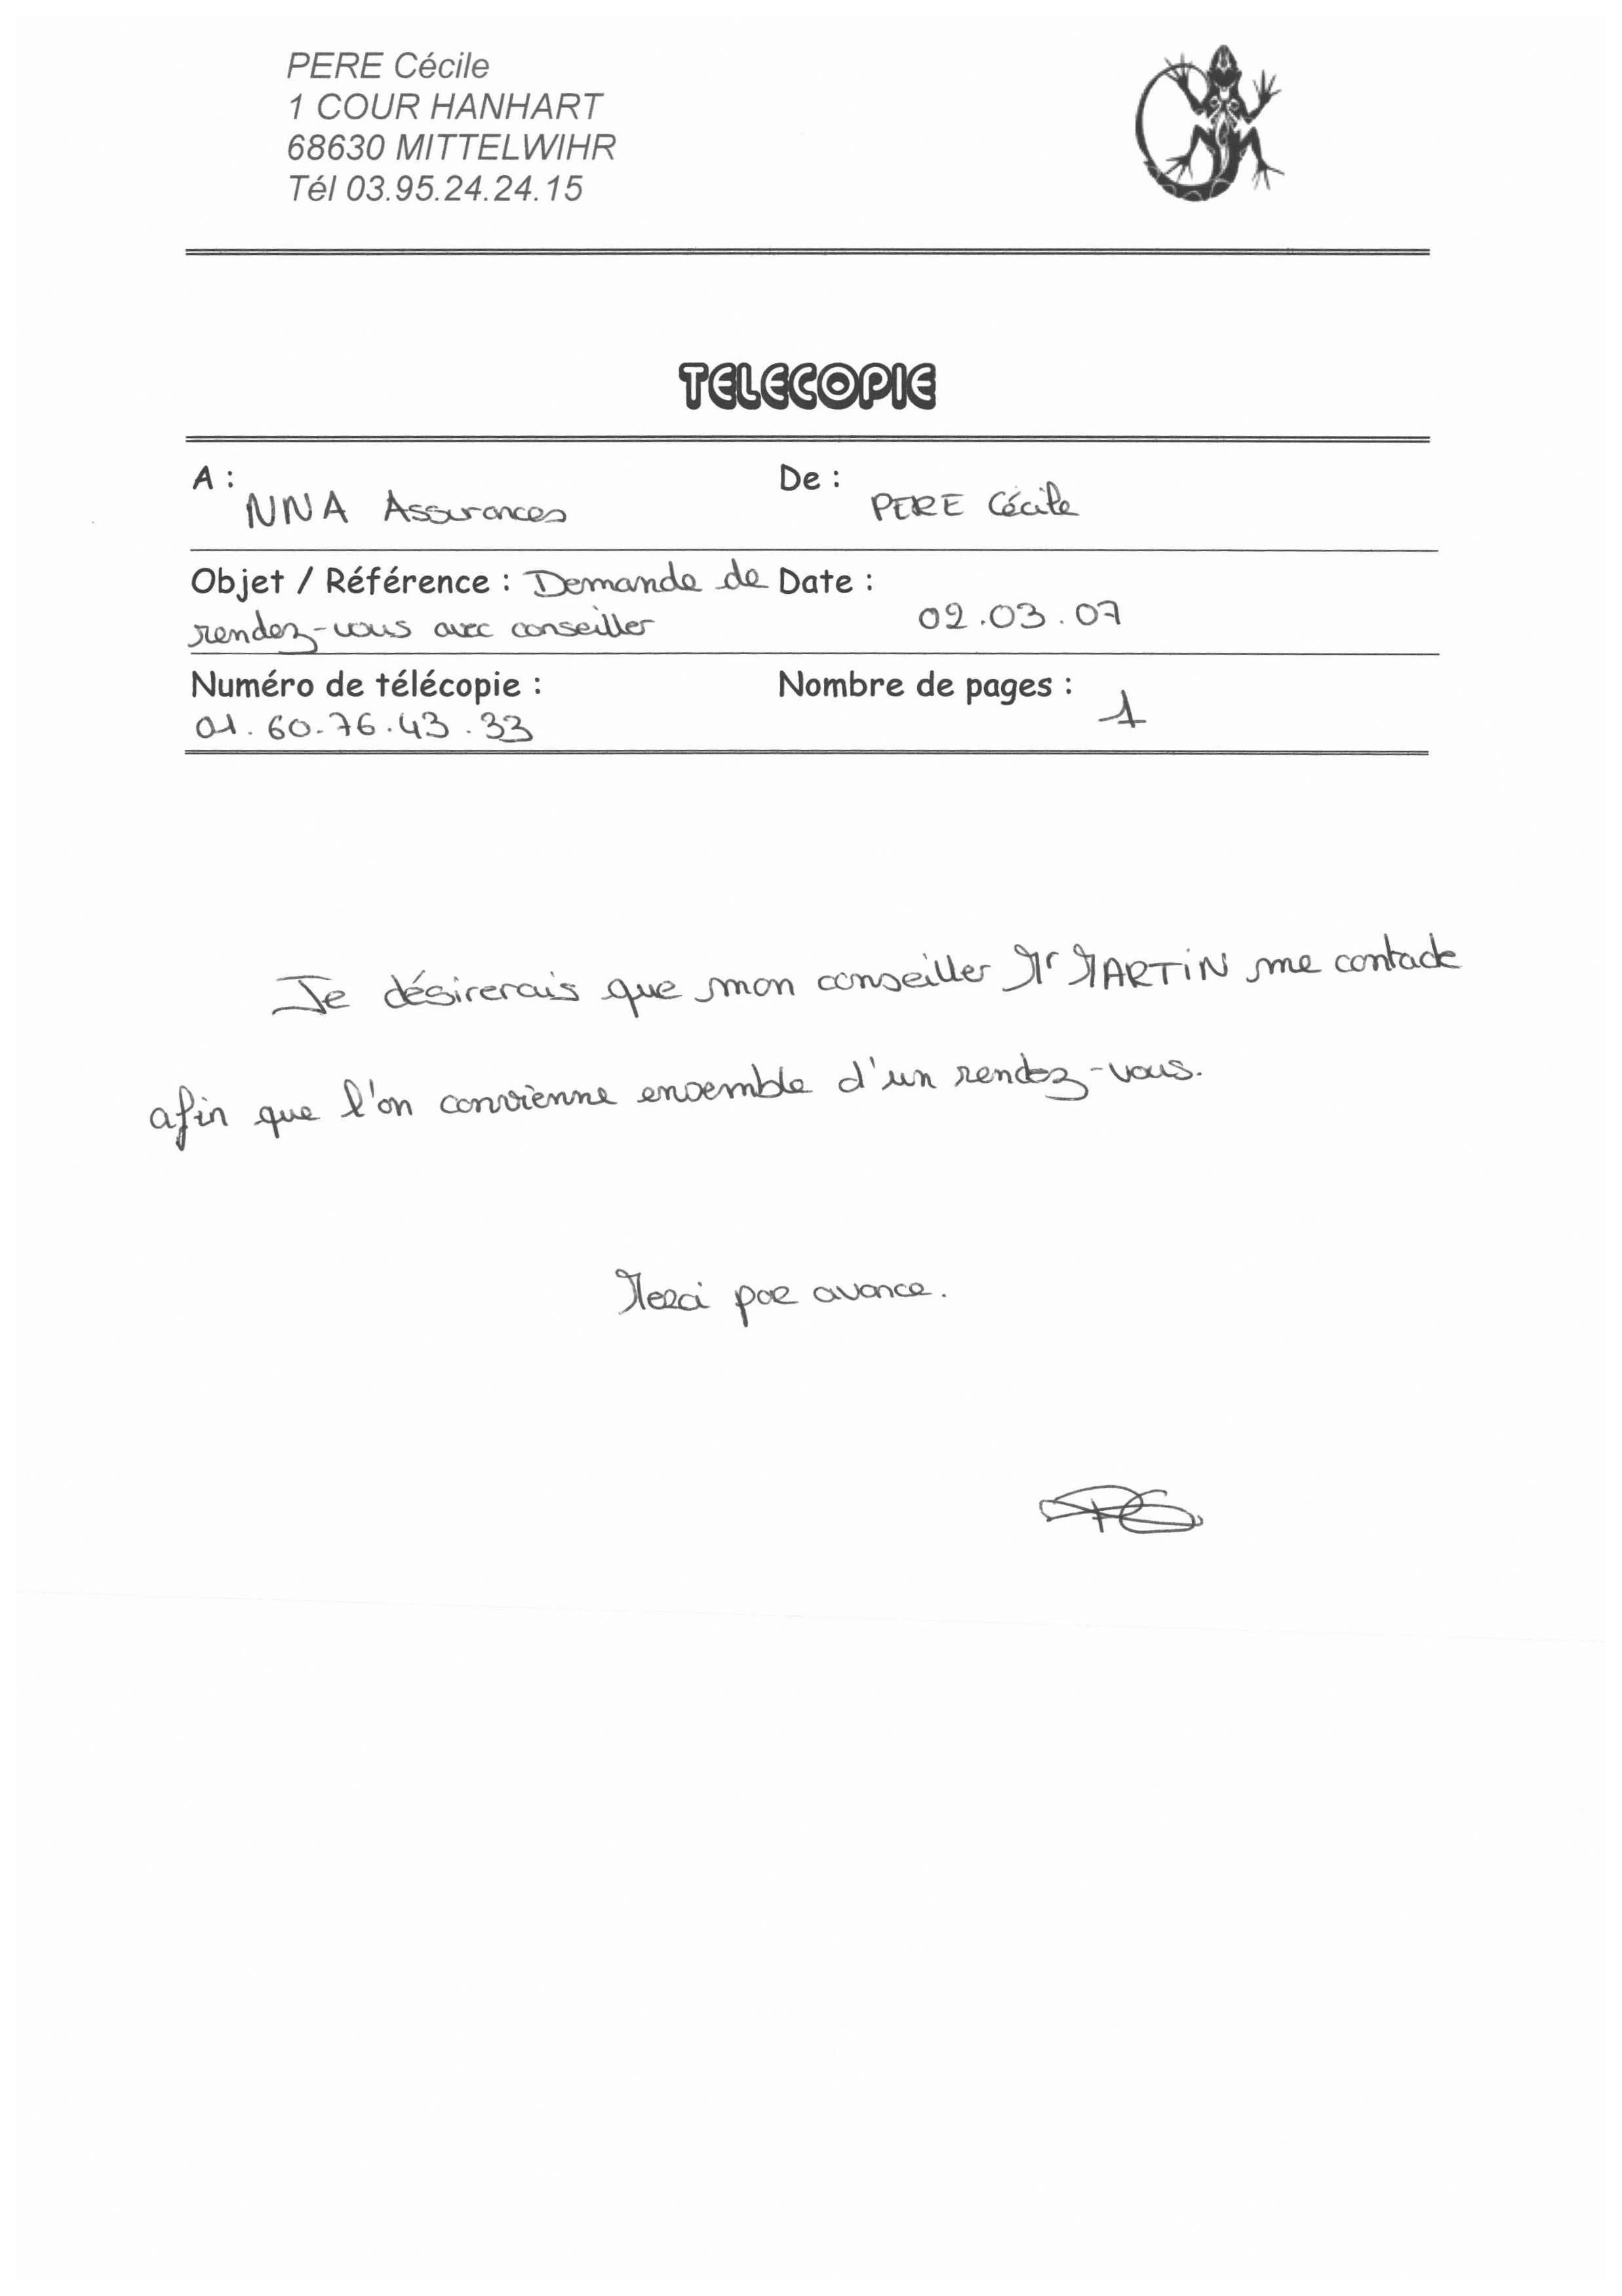 PERE Cécile
1 COUR HANHART
68630 MITTELWIHR
Tél 03.95.24.24.15
TELECOPIE
A : NNA Assurances De : PERE Cécile
Objet / Référence : Demande de Date :
rendez-vous avec conseiller 02.03.07
Numéro de télécopie : Nombre de pages : 1
01.60.76.43.33
Je désirerais que mon conseiller Mr MARTIN me contacte
afin que l'on convienne ensemble d'un rendez-vous.
Merci par avance.